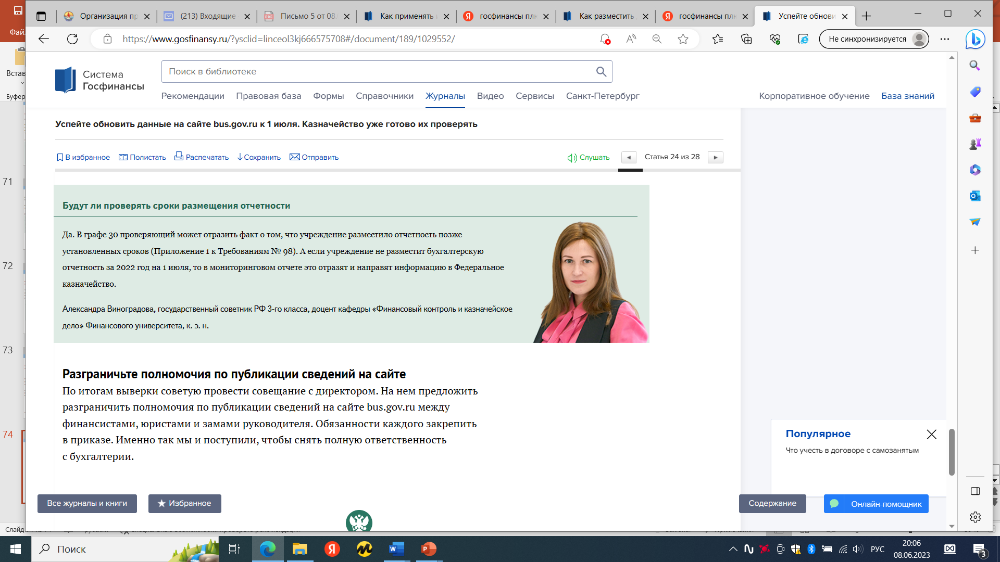 Организация пр
(213) Входящие
Письмо 5 от 08.
Как применять
госфинансы пл
Как разместить
госфинансы пл
Успейте обнови
Фай
https://www.gosfinansy.ru/?ysclid=linceol3kj666575708#/document/189/1029552/
Не синхронизируется
Встав
Буфер
Система
Госфинансы
Поиск в библиотеке
Рекомендации Правовая база Формы Справочники Журналы Видео Сервисы Санкт-Петербург Корпоративное обучение База знаний
Успейте обновить данные на сайте bus.gov.ru к 1 июля. Казначейство уже готово их проверять
В избранное Полистать Распечатать Сохранить Отправить Слушать Статья 24 из 28
Будут ли проверять сроки размещения отчетности
Да. В графе 30 проверяющий может отразить факт о том, что учреждение разместило отчетность позже
установленных сроков (Приложение 1 к Требованиям № 98). А если учреждение не разместит бухгалтерскую
отчетность за 2022 год на 1 июля, то в мониторинговом отчете это отразят и направят информацию в Федеральное
казначейство.
Александра Виноградова, государственный советник РФ 3-го класса, доцент кафедры «Финансовый контроль и казначейское
дело» Финансового университета, к. э. н.
Разграничьте полномочия по публикации сведений на сайте
По итогам выверки советую провести совещание с директором. На нем предложить
разграничить полномочия по публикации сведений на сайте bus.gov.ru между
финансистами, юристами и замами руководителя. Обязанности каждого закрепить
в приказе. Именно так мы и поступили, чтобы снять полную ответственность
с бухгалтерии.
71
72
73
74
Популярное
Что учесть в договоре с самозанятым
Все журналы и книги
Избранное
Содержание
Онлайн-помощник
Слайд
Поиск
РУС
20:06
08.06.2023
3